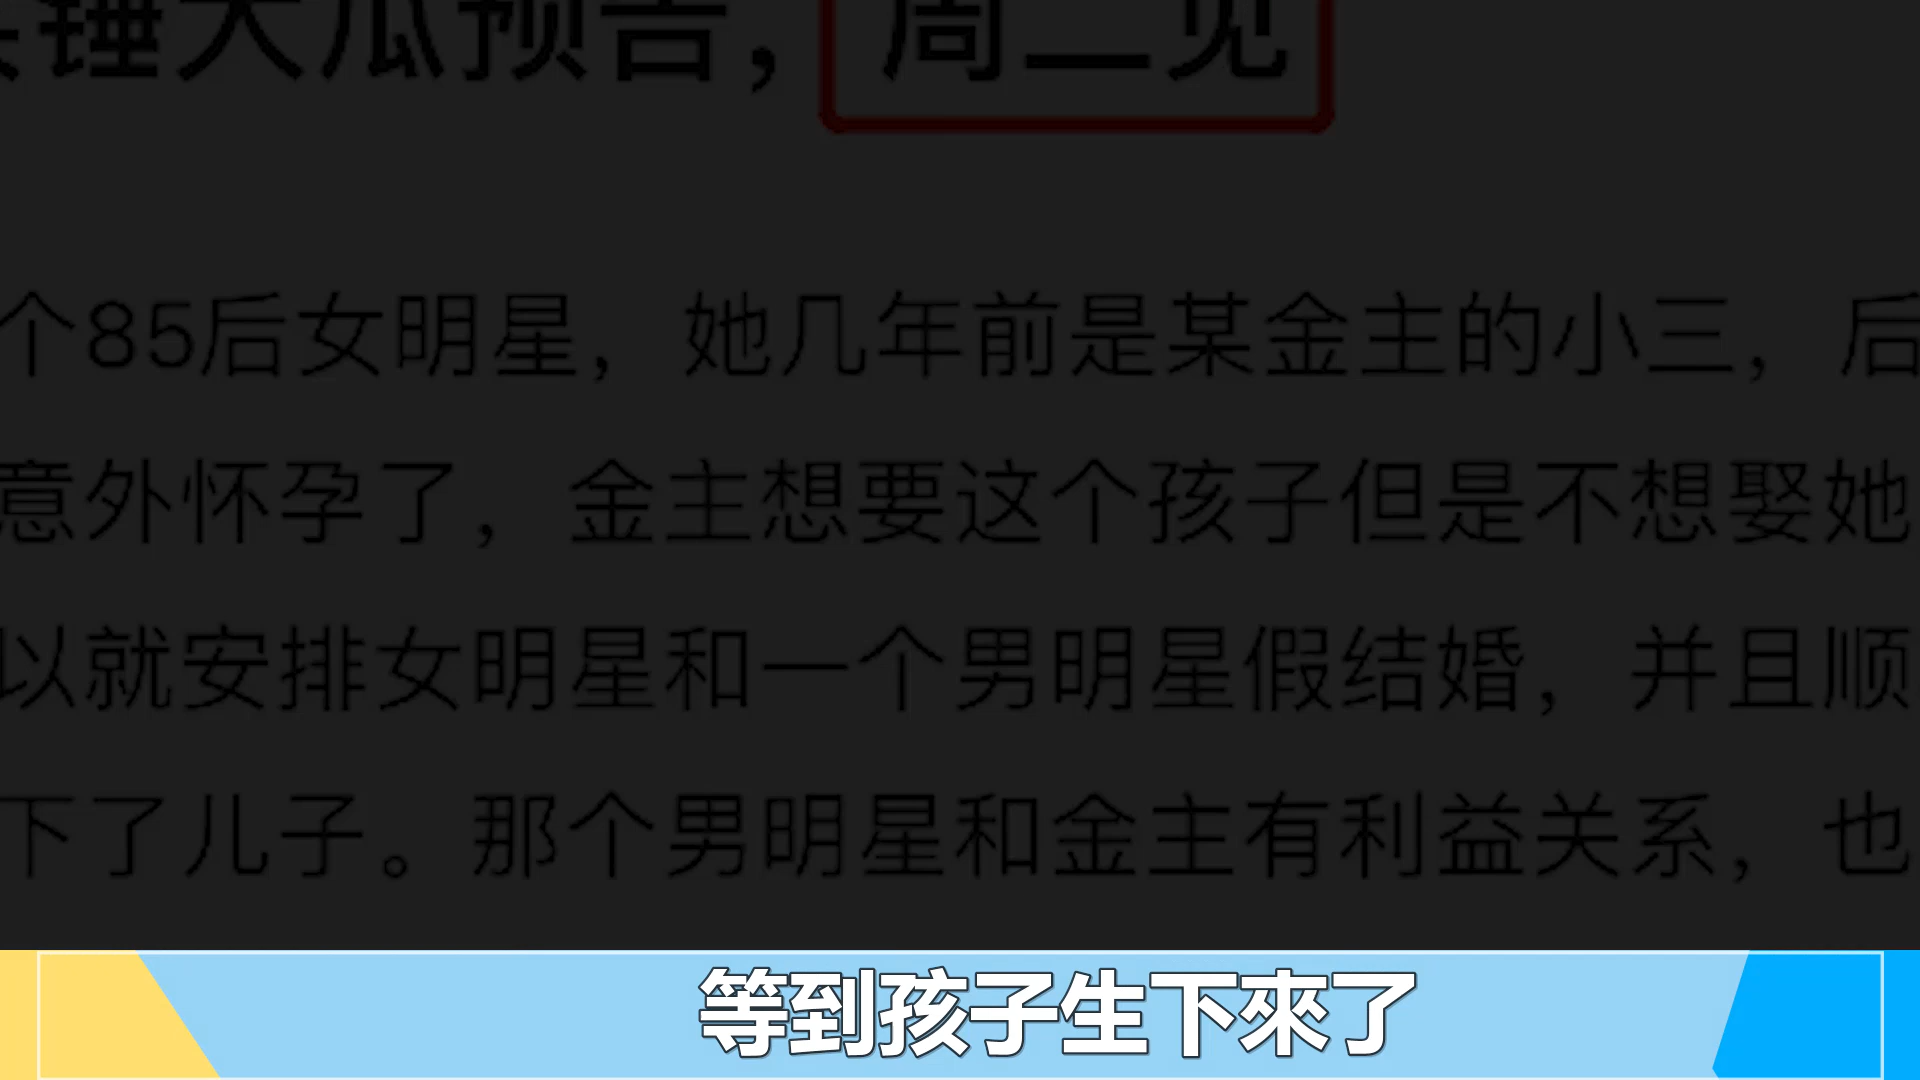 锤大瓜预告，周二见
个85后女明星，她几年前是某金主的小三，后
意外怀孕了，金主想要这个孩子但是不想娶她
以就安排女明星和一个男明星假结婚，并且顺
下了儿子。那个男明星和金主有利益关系，也
等到孩子生下來了